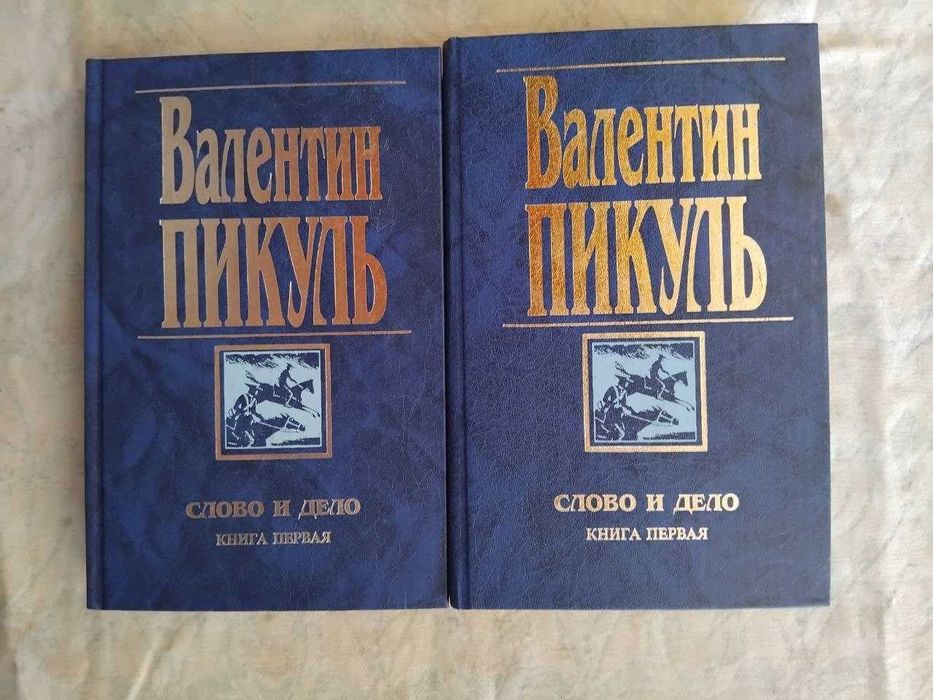 Валентин
ПИКУЛЬ
СЛОВО И ДЕЛО
КНИГА ПЕРВАЯ
Валентин
ПИКУЛЬ
СЛОВО И ДЕЛО
КНИГА ПЕРВАЯ